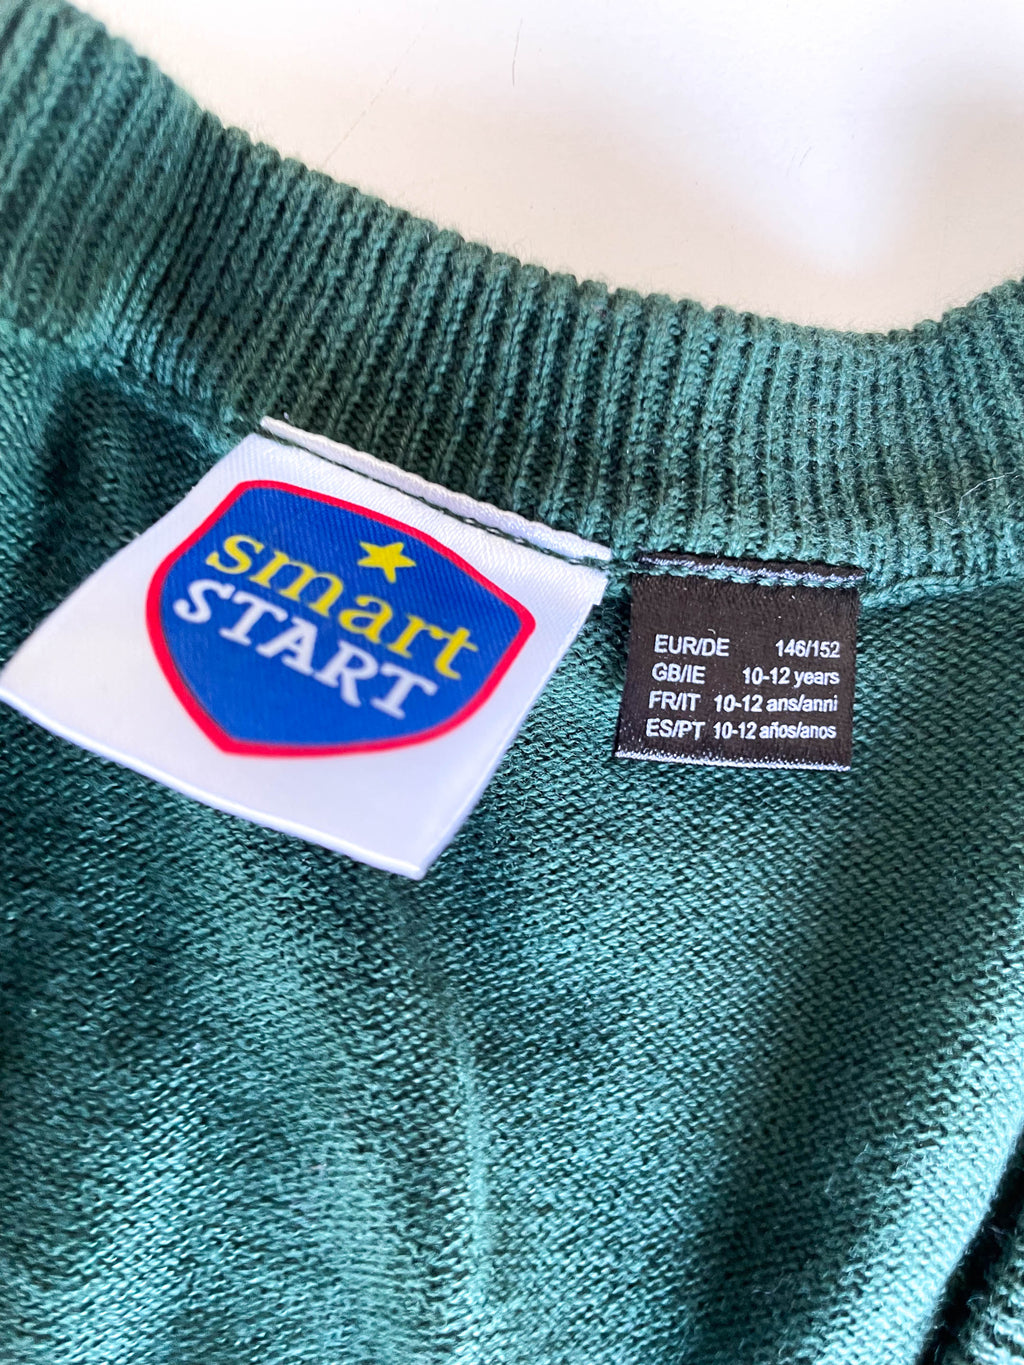 smart
START
EUR/DE 146/152
GB/IE 10-12 years
FR/IT 10-12 ans/anni
ES/PT 10-12 años/anos